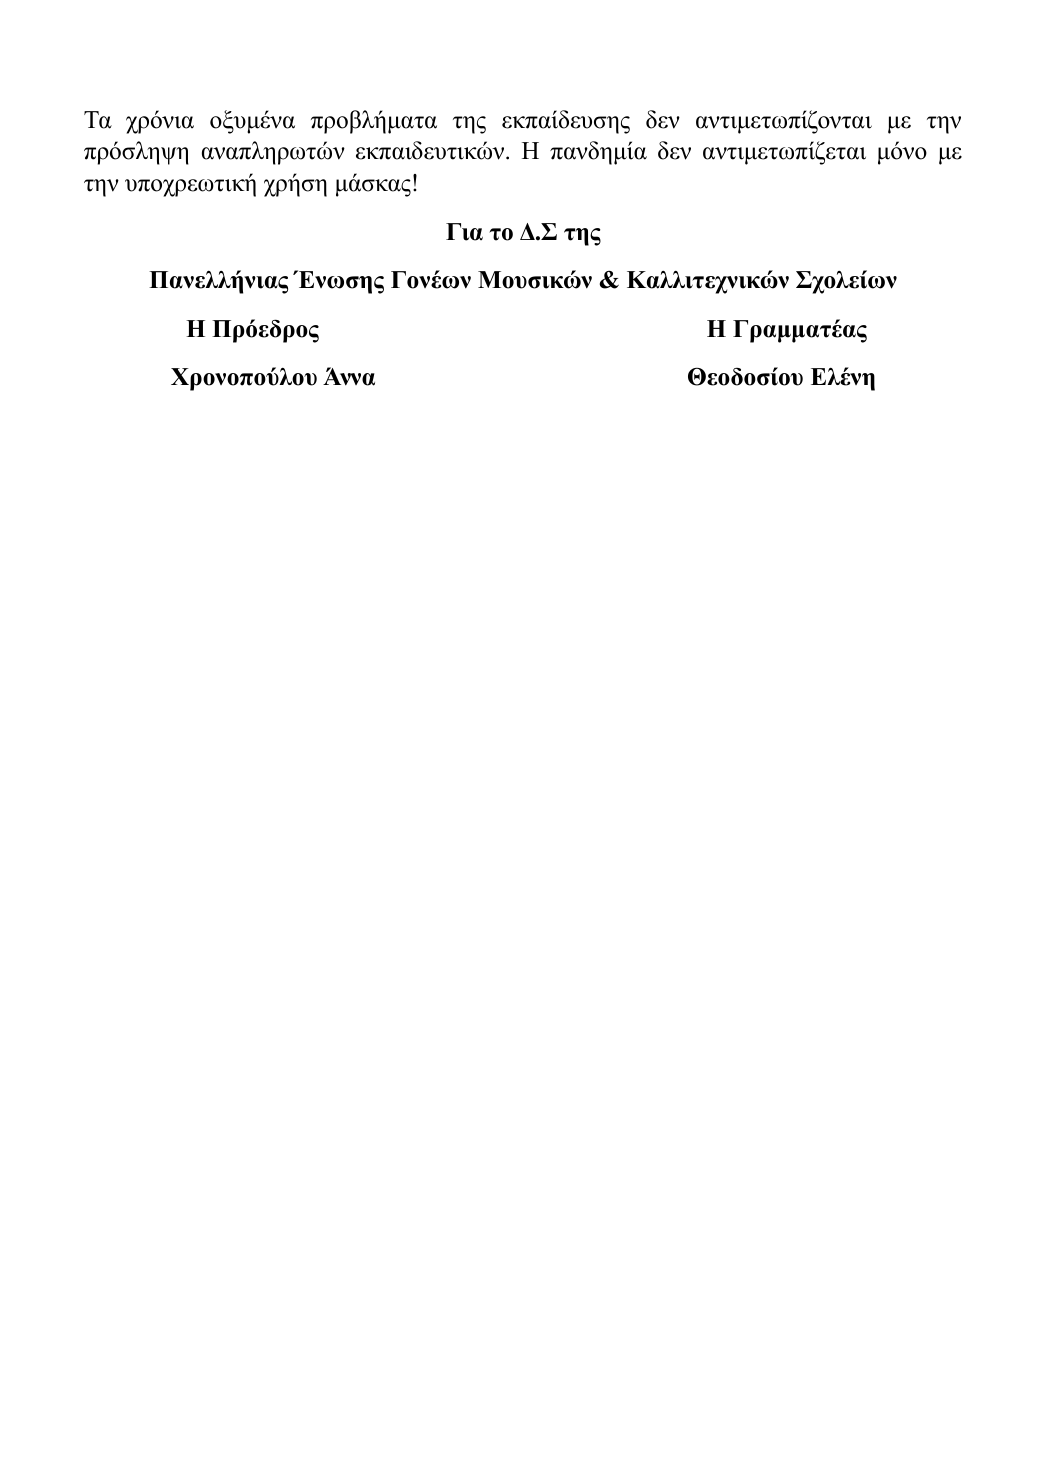 Τα χρόνια οξυμένα προβλήματα της εκπαίδευσης δεν αντιμετωπίζονται με την
πρόσληψη αναπληρωτών εκπαιδευτικών. Η πανδημία δεν αντιμετωπίζεται μόνο με
την υποχρεωτική χρήση μάσκας!
Για το Δ.Σ της
Πανελλήνιας Ένωσης Γονέων Μουσικών & Καλλιτεχνικών Σχολείων
Η Πρόεδρος Η Γραμματέας
Χρονοπούλου Άννα Θεοδοσίου Ελένη